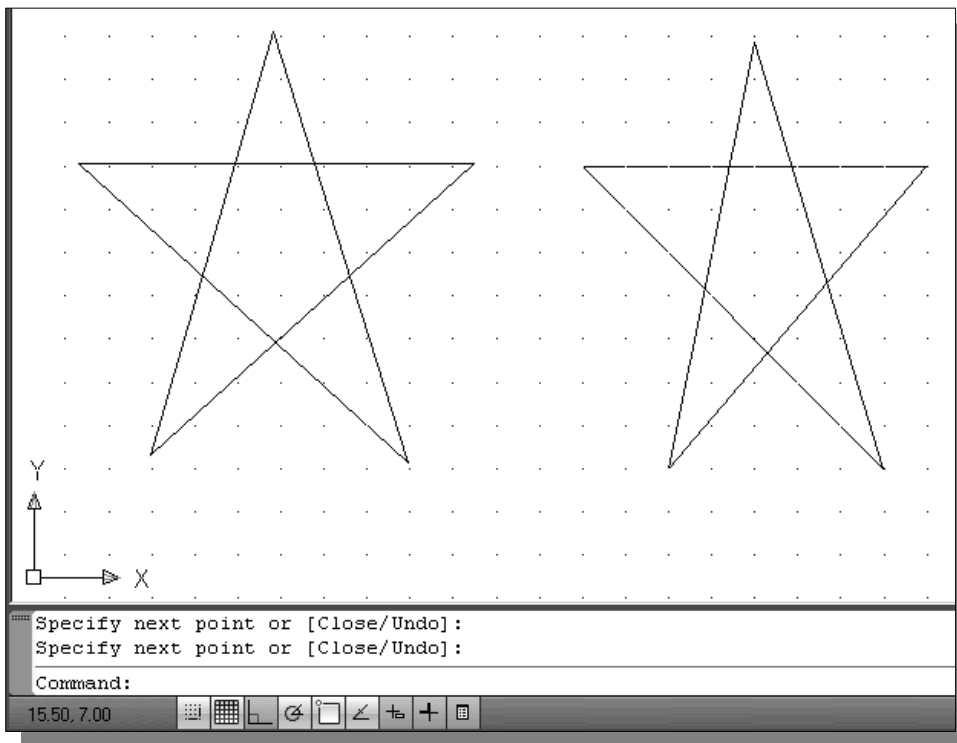 Y
X
Specify next point or [Close/Undo]:
Specify next point or [Close/Undo]:
Command:
15.50, 7.00